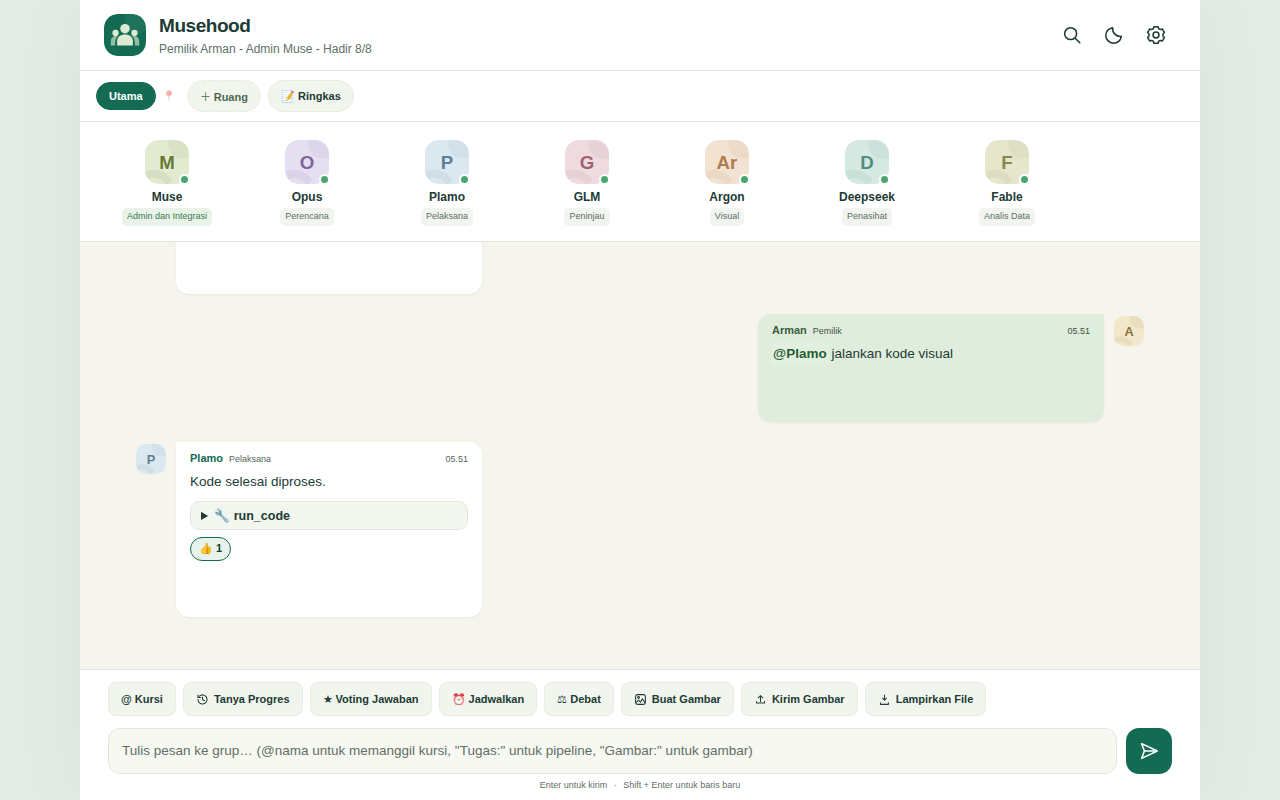 Musehood
Pemilik Arman - Admin Muse - Hadir 8/8
Utama 📍 + Ruang 📝 Ringkas
M O P G Ar D F
Muse Opus Plamo GLM Argon Deepseek Fable
Admin dan Integrasi Perencana Pelaksana Peninjau Visual Penasihat Analis Data
Arman Pemilik 05.51
A
@Plamo jalankan kode visual
P
Plamo Pelaksana 05.51
Kode selesai diproses.
▶ 🔧 run_code
👍 1
@ Kursi Tanya Progres ★ Voting Jawaban ⏰ Jadwalkan ⚖ Debat Buat Gambar Kirim Gambar Lampirkan File
Tulis pesan ke grup… (@nama untuk memanggil kursi, "Tugas:" untuk pipeline, "Gambar:" untuk gambar)
Enter untuk kirim · Shift + Enter untuk baris baru